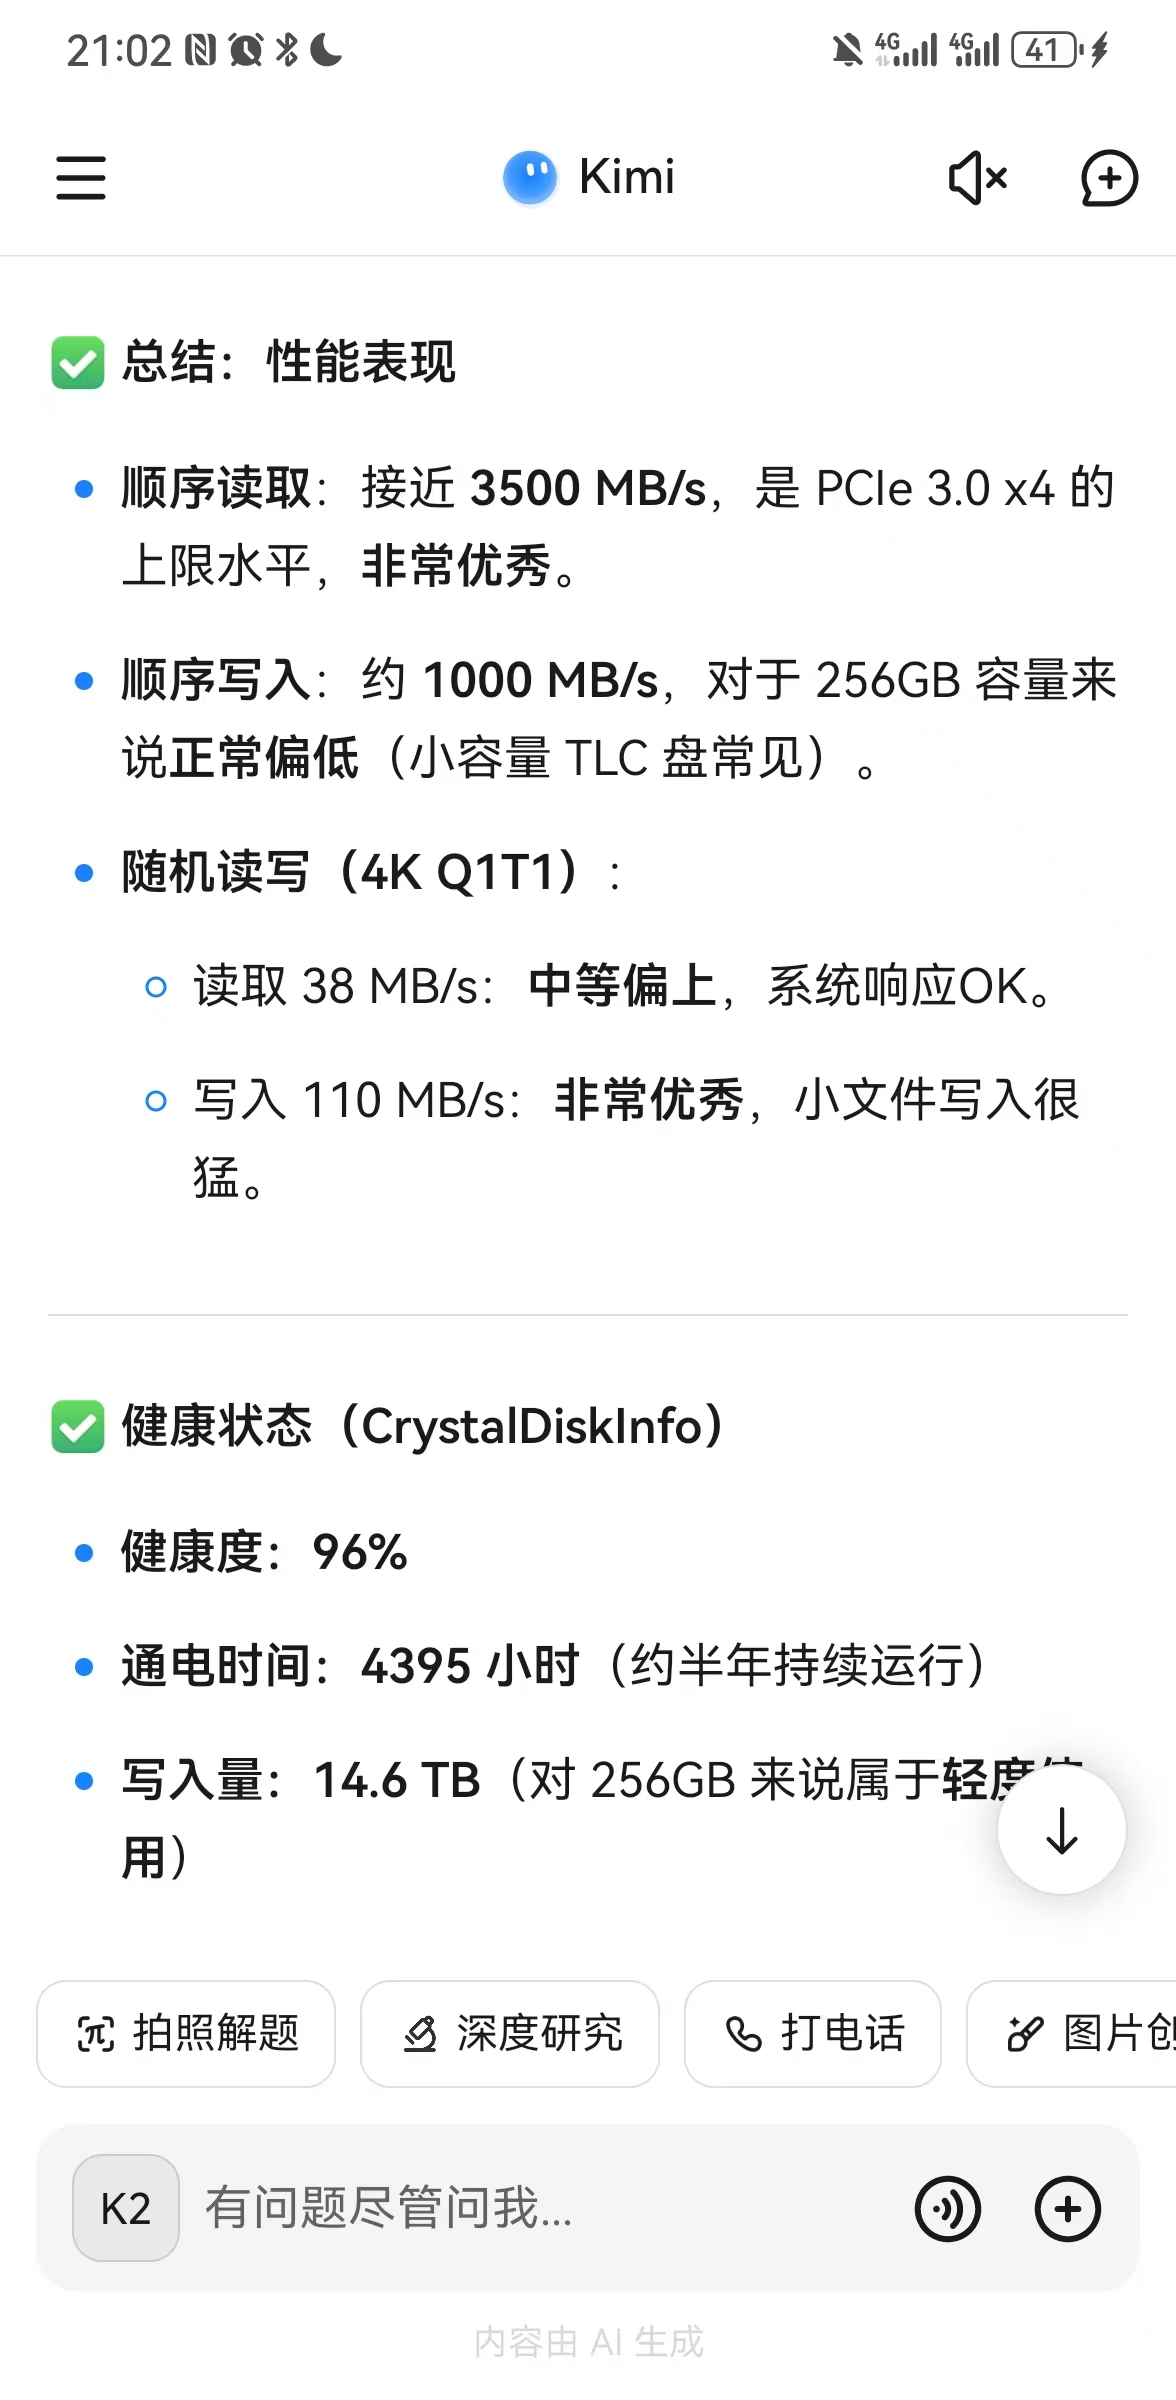 21:02 4G 4G 41
Kimi
总结：性能表现
顺序读取：接近 3500 MB/s，是 PCIe 3.0 x4 的
上限水平，非常优秀。
顺序写入：约 1000 MB/s，对于 256GB 容量来
说正常偏低（小容量 TLC 盘常见）。
随机读写（4K Q1T1）:
读取 38 MB/s：中等偏上，系统响应OK。
写入 110 MB/s：非常优秀，小文件写入很
猛。
健康状态（CrystalDiskInfo）
健康度：96%
通电时间：4395 小时（约半年持续运行）
写入量：14.6 TB（对 256GB 来说属于轻度使
用）
拍照解题 深度研究 打电话 图片创
K2 有问题尽管问我...
内容由 AI 生成